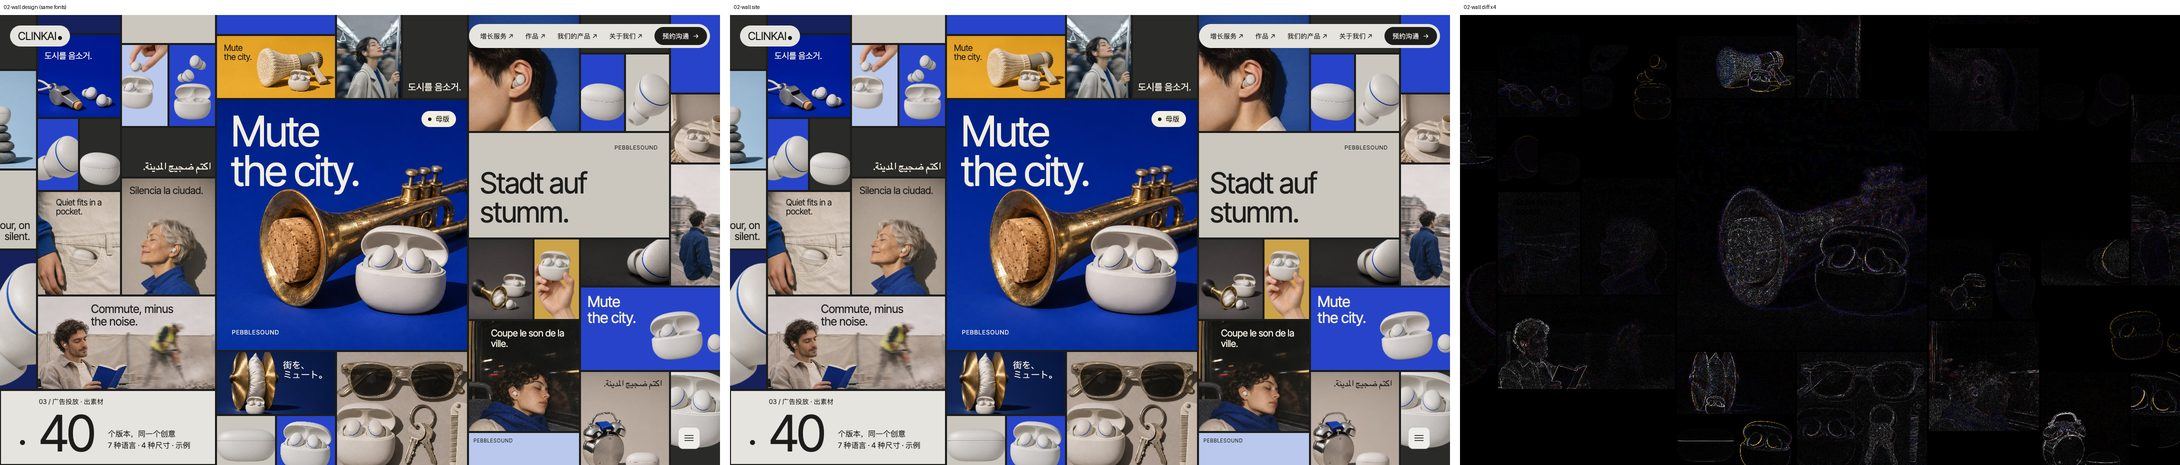 02-wall design (same fonts)
CLINKAI
增长服务 ↗ 作品 ↗ 我们的产品 ↗ 关于我们 ↗ 预约沟通 →
도시를 음소거.
Mute
the city.
도시를 음소거.
Mute
the city.
母版
PEBBLESOUND
Stadt auf
stumm.
اكتم ضجيج المدينة.
Silencia la ciudad.
Quiet fits in a
pocket.
our, on
silent.
Commute, minus
the noise.
PEBBLESOUND
Mute
the city.
Coupe le son de la
ville.
街を、
ミュート。
اكتم ضجيج المدينة.
PEBBLESOUND
03 / 广告投放 · 出素材
40
个版本，同一个创意
7 种语言 · 4 种尺寸 · 示例
02-wall site
CLINKAI
增长服务 ↗ 作品 ↗ 我们的产品 ↗ 关于我们 ↗ 预约沟通 →
도시를 음소거.
Mute
the city.
도시를 음소거.
Mute
the city.
母版
PEBBLESOUND
Stadt auf
stumm.
اكتم ضجيج المدينة.
Silencia la ciudad.
Quiet fits in a
pocket.
our, on
silent.
Commute, minus
the noise.
PEBBLESOUND
Mute
the city.
Coupe le son de la
ville.
街を、
ミュート。
اكتم ضجيج المدينة.
PEBBLESOUND
03 / 广告投放 · 出素材
40
个版本，同一个创意
7 种语言 · 4 种尺寸 · 示例
02-wall diff x4